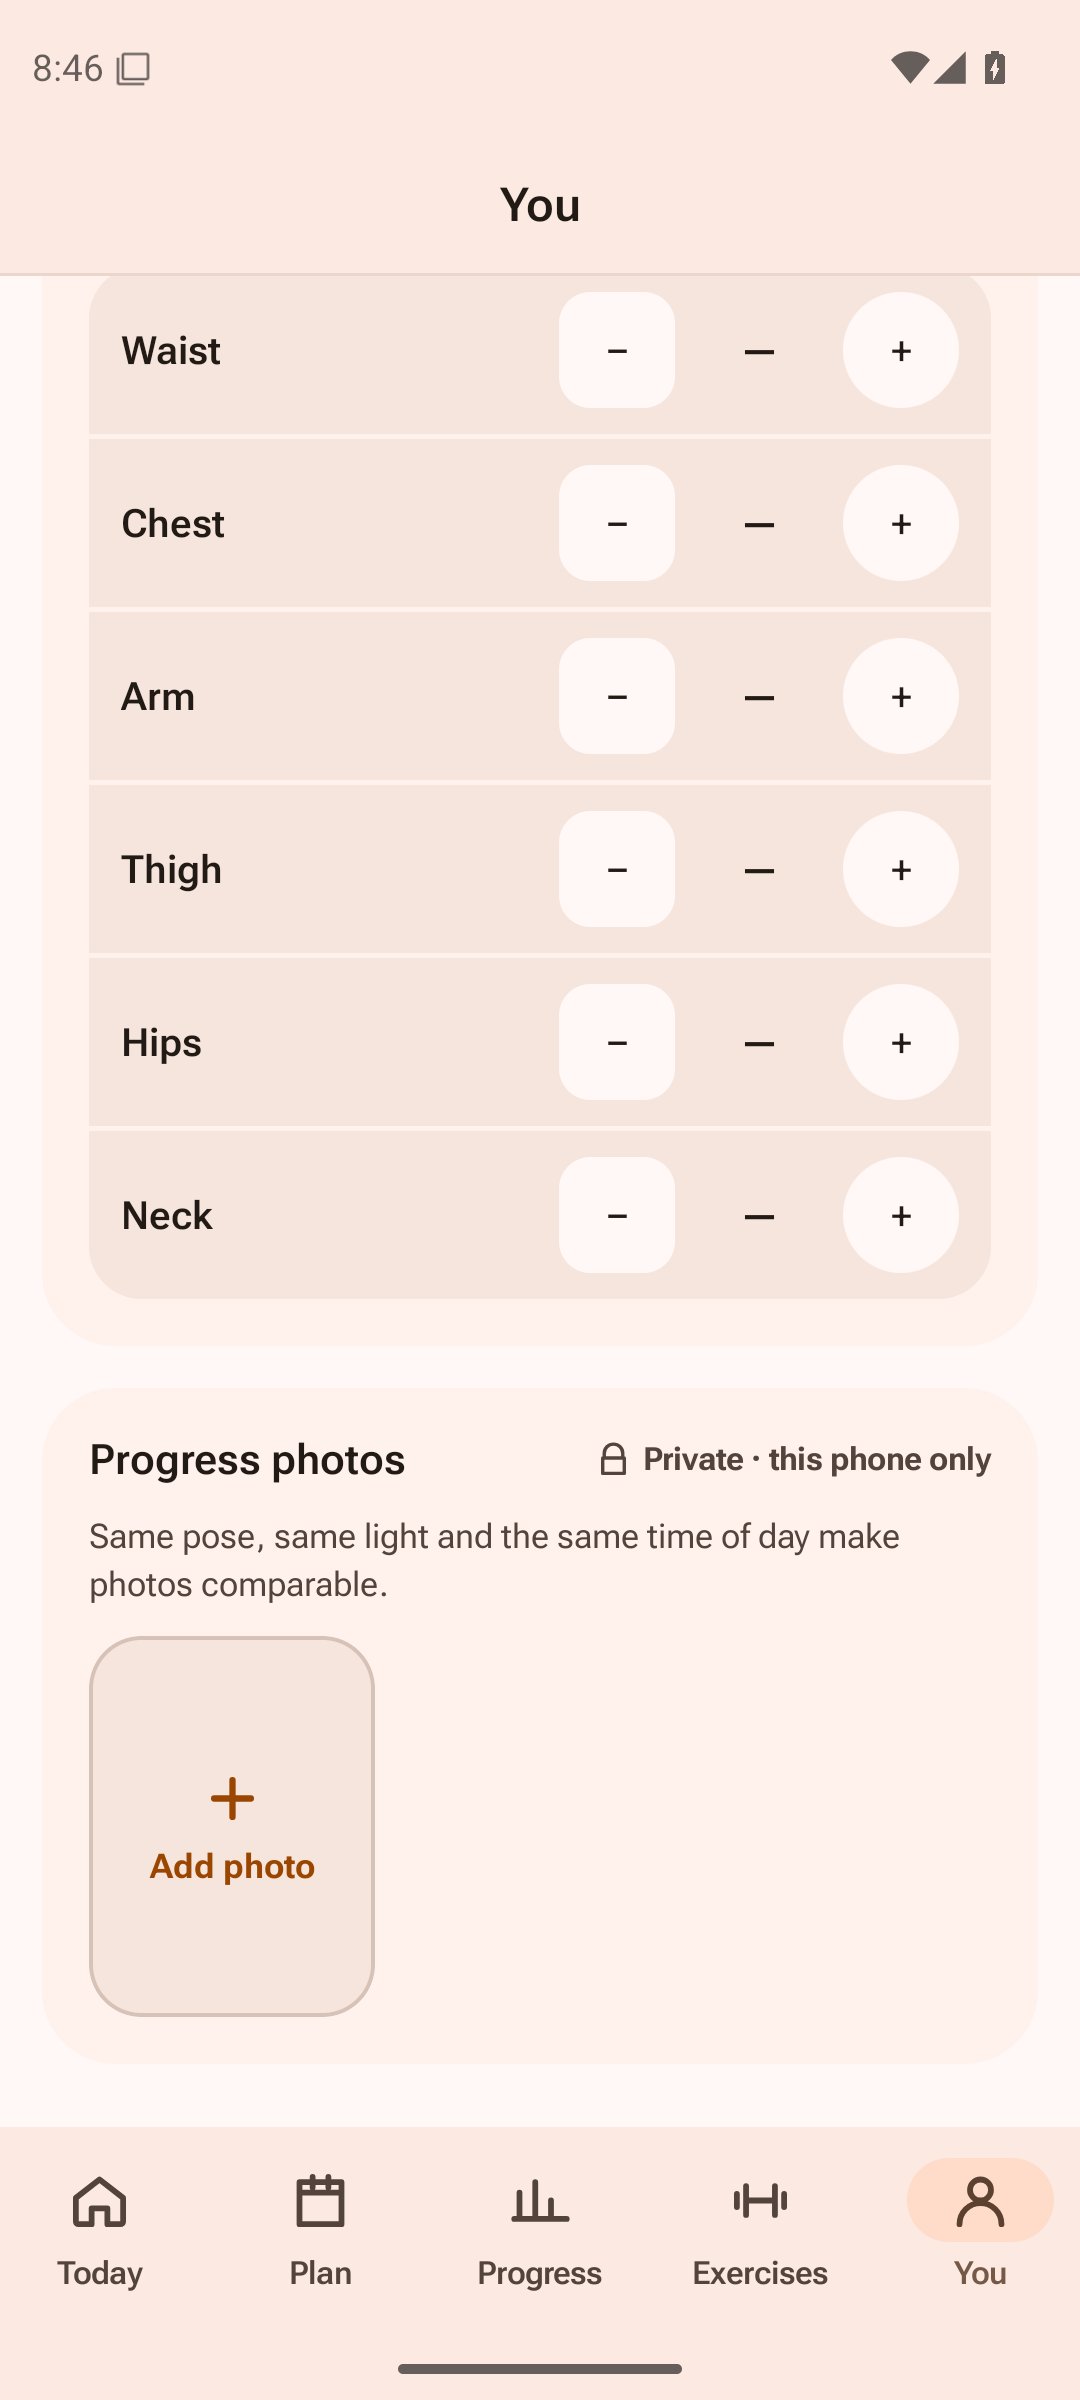 8:46
You
Waist − — +
Chest − — +
Arm − — +
Thigh − — +
Hips − — +
Neck − — +
Progress photos Private · this phone only
Same pose, same light and the same time of day make
photos comparable.
+
Add photo
Today Plan Progress Exercises You